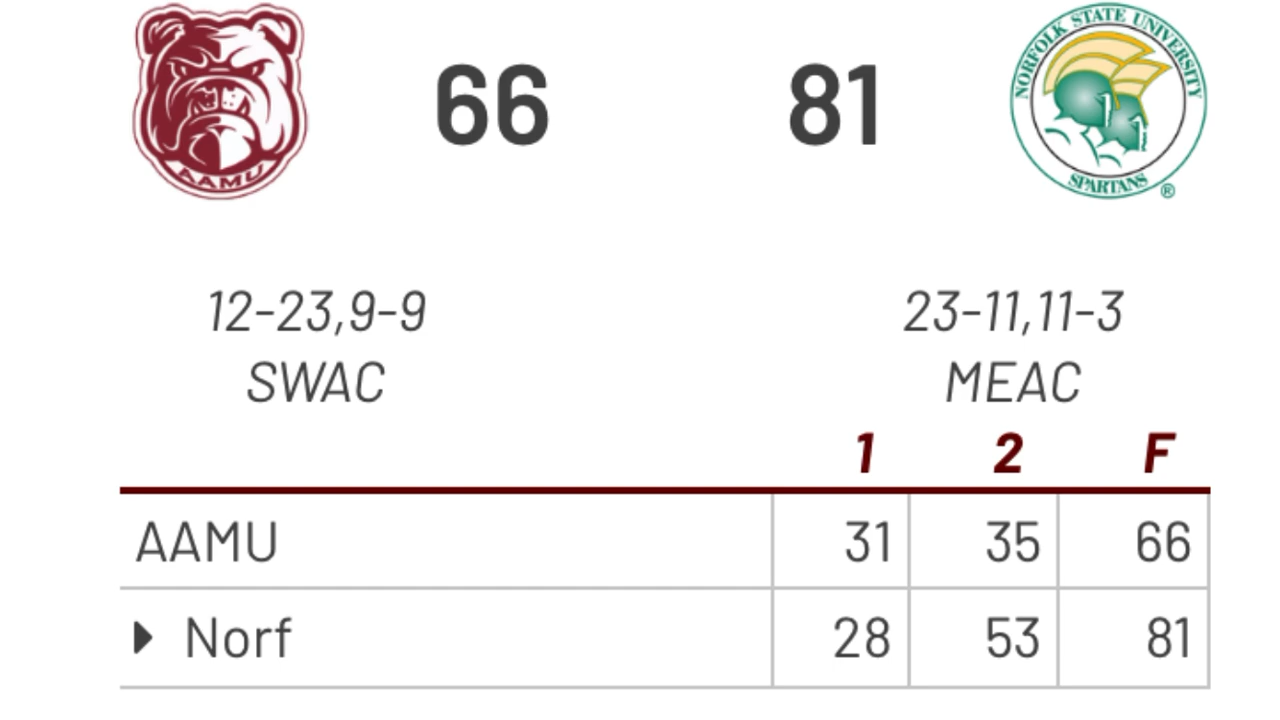 AAMU
66
81
NORFOLK STATE UNIVERSITY
SPARTANS
®
12-23,9-9
SWAC
23-11,11-3
MEAC
1 2 F
AAMU 31 35 66
Norf 28 53 81